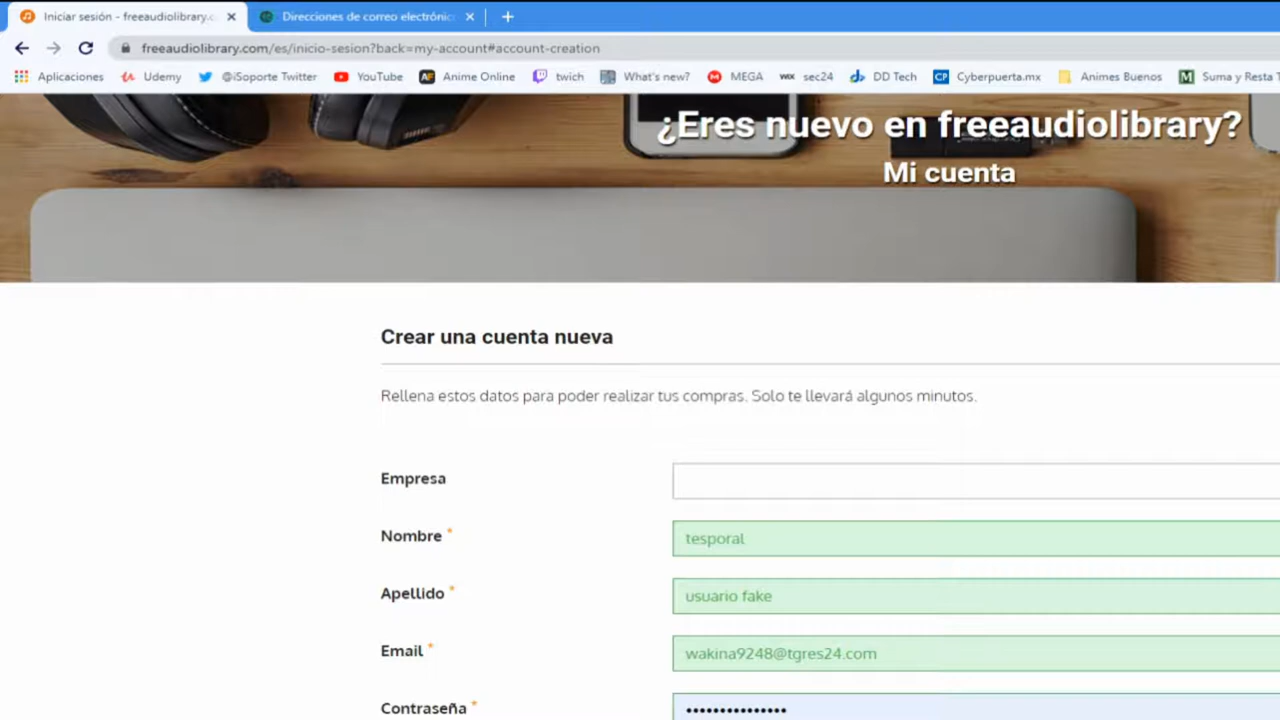 Iniciar sesión - freeaudiolibrary.c
Direcciones de correo electrónic
freeaudiolibrary.com/es/inicio-sesion?back=my-account#account-creation
Aplicaciones Udemy @iSoporte Twitter YouTube Anime Online twich What's new? MEGA WIX sec24 DD Tech CP Cyberpuerta.mx Animes Buenos Suma y Resta T
¿Eres nuevo en freeaudiolibrary?
Mi cuenta
Crear una cuenta nueva
Rellena estos datos para poder realizar tus compras. Solo te llevará algunos minutos.
Empresa
Nombre * tesporal
Apellido * usuario fake
Email * wakina9248@tgres24.com
Contraseña * •••••••••••••••